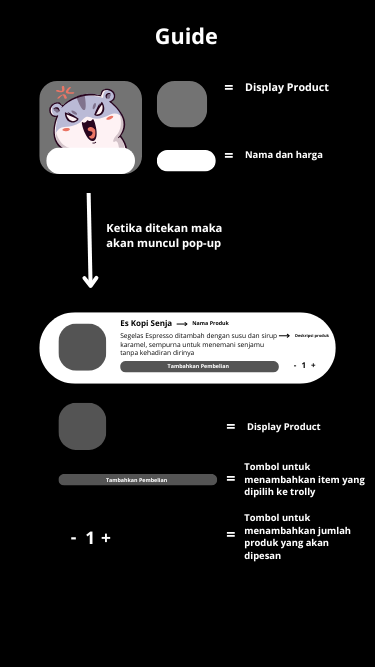 Guide
= Display Product
= Nama dan harga
Ketika ditekan maka
akan muncul pop-up
Es Kopi Senja → Nama Produk
Segelas Espresso ditambah dengan susu dan sirup → Deskripsi produk
karamel, sempurna untuk menemani senjamu
tanpa kehadiran dirinya
Tambahkan Pembelian - 1 +
= Display Product
Tombol untuk
Tambahkan Pembelian = menambahkan item yang
dipilih ke trolly
Tombol untuk
- 1 + = menambahkan jumlah
produk yang akan
dipesan